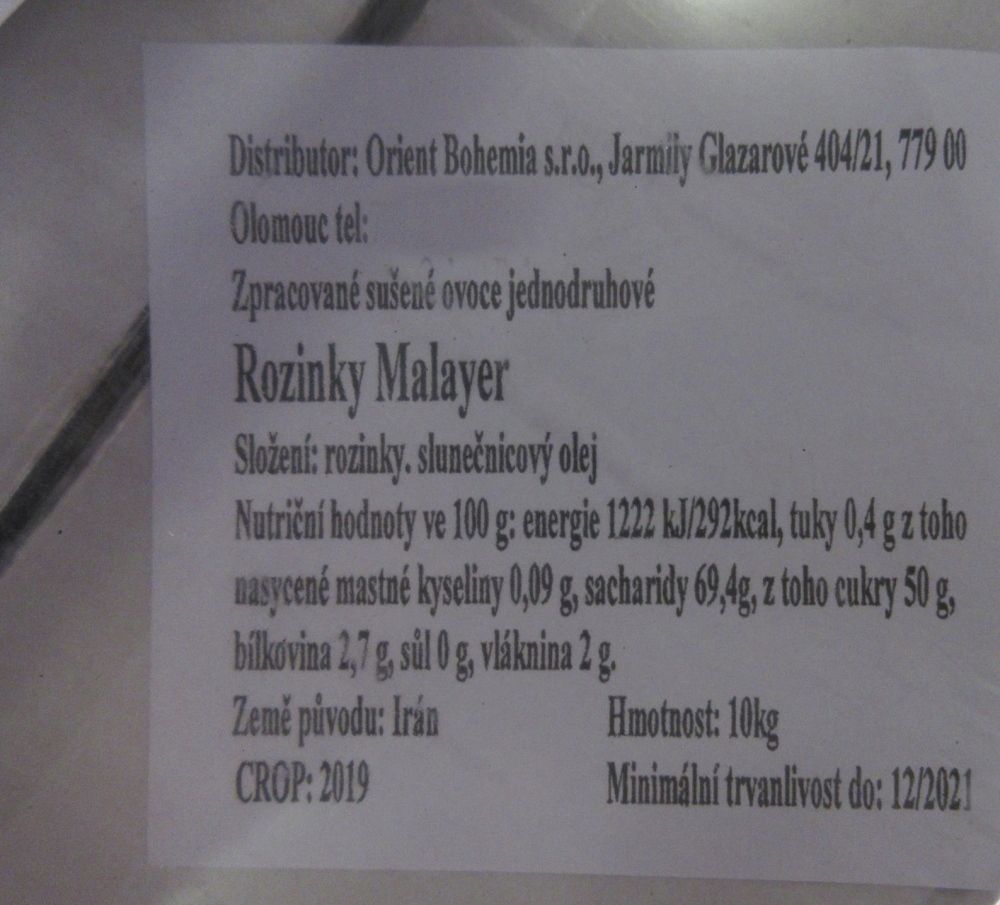 Distributor: Orient Bohemia s.r.o., Jarmily Glazarové 404/21, 779 00
Olomouc tel:
Zpracované sušené ovoce jednodruhové
Rozinky Malayer
Složení: rozinky. slunečnicový olej
Nutriční hodnoty ve 100 g: energie 1222 kJ/292kcal, tuky 0,4 g z toho
nasycené mastné kyseliny 0,09 g, sacharidy 69,4g, z toho cukry 50 g,
bílkovina 2,7 g, sůl 0 g, vláknina 2 g.
Země původu: Irán Hmotnost: 10kg
CROP: 2019 Minimální trvanlivost do: 12/2021